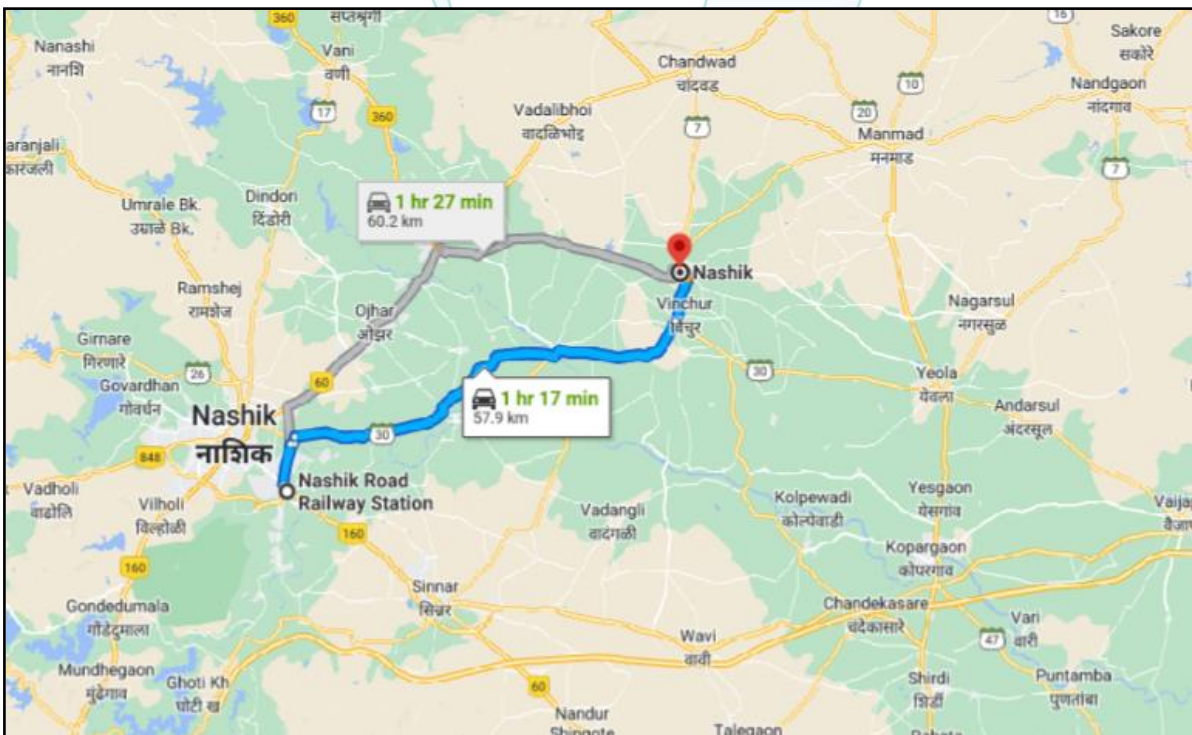 360
सप्तश्रृंगी
16
Sakore
सकोरे
Nanashi
नानशि
Vani
वणी
Chandwad
चांदवड
Nandgaon
नांदगाव
17
360
Vadalibhoi
वादळिभोइ
7
10
20
Manmad
मनमाड
aranjali
कारंजली
7
Dindori
दिंडोरी
Umrale Bk.
उम्राळे Bk.
1 hr 27 min
60.2 km
Nashik
Ramshej
रामशेज
Ojhar
ओझर
Vinchur
विंचुर
Nagarsul
नगरसुळ
Girnare
गिरणारे
26
60
30
Yeola
येवला
Govardhan
गोवर्धन
1 hr 17 min
57.9 km
Andarsul
अंदरसूल
Nashik
नाशिक
30
848
Nashik Road
Railway Station
Vadholi
वाढोलि
Vilholi
विल्होळी
160
Vadangli
वादंगळी
Kolpewadi
कोल्पेवाडी
Yesgaon
येसगांव
Vaija
वैजाप
Kopargaon
कोपरगाव
160
Sinnar
सिन्नर
Gondedumala
गोंडेदुमाला
Chandekasare
चंदेकासारे
Vari
वारी
47
Wavi
वावी
Mundhegaon
मुंढेगाव
Ghoti Kh
घोटी ख
60
Shirdi
शिर्डी
Puntamba
पुणतांबा
Nandur
Shingote
Talegaon